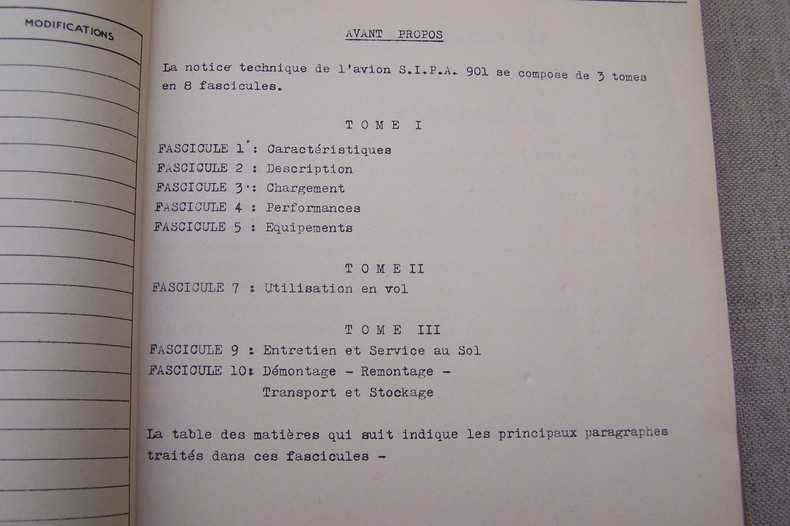 MODIFICATIONS
AVANT PROPOS
La notice technique de l'avion S.I.P.A. 901 se compose de 3 tomes
en 8 fascicules.
T O M E I
FASCICULE 1 : Caractéristiques
FASCICULE 2 : Description
FASCICULE 3 : Chargement
FASCICULE 4 : Performances
FASCICULE 5 : Equipements
T O M E II
FASCICULE 7 : Utilisation en vol
T O M E III
FASCICULE 9 : Entretien et Service au Sol
FASCICULE 10: Démontage - Remontage -
Transport et Stockage
La table des matières qui suit indique les principaux paragraphes
traités dans ces fascicules -